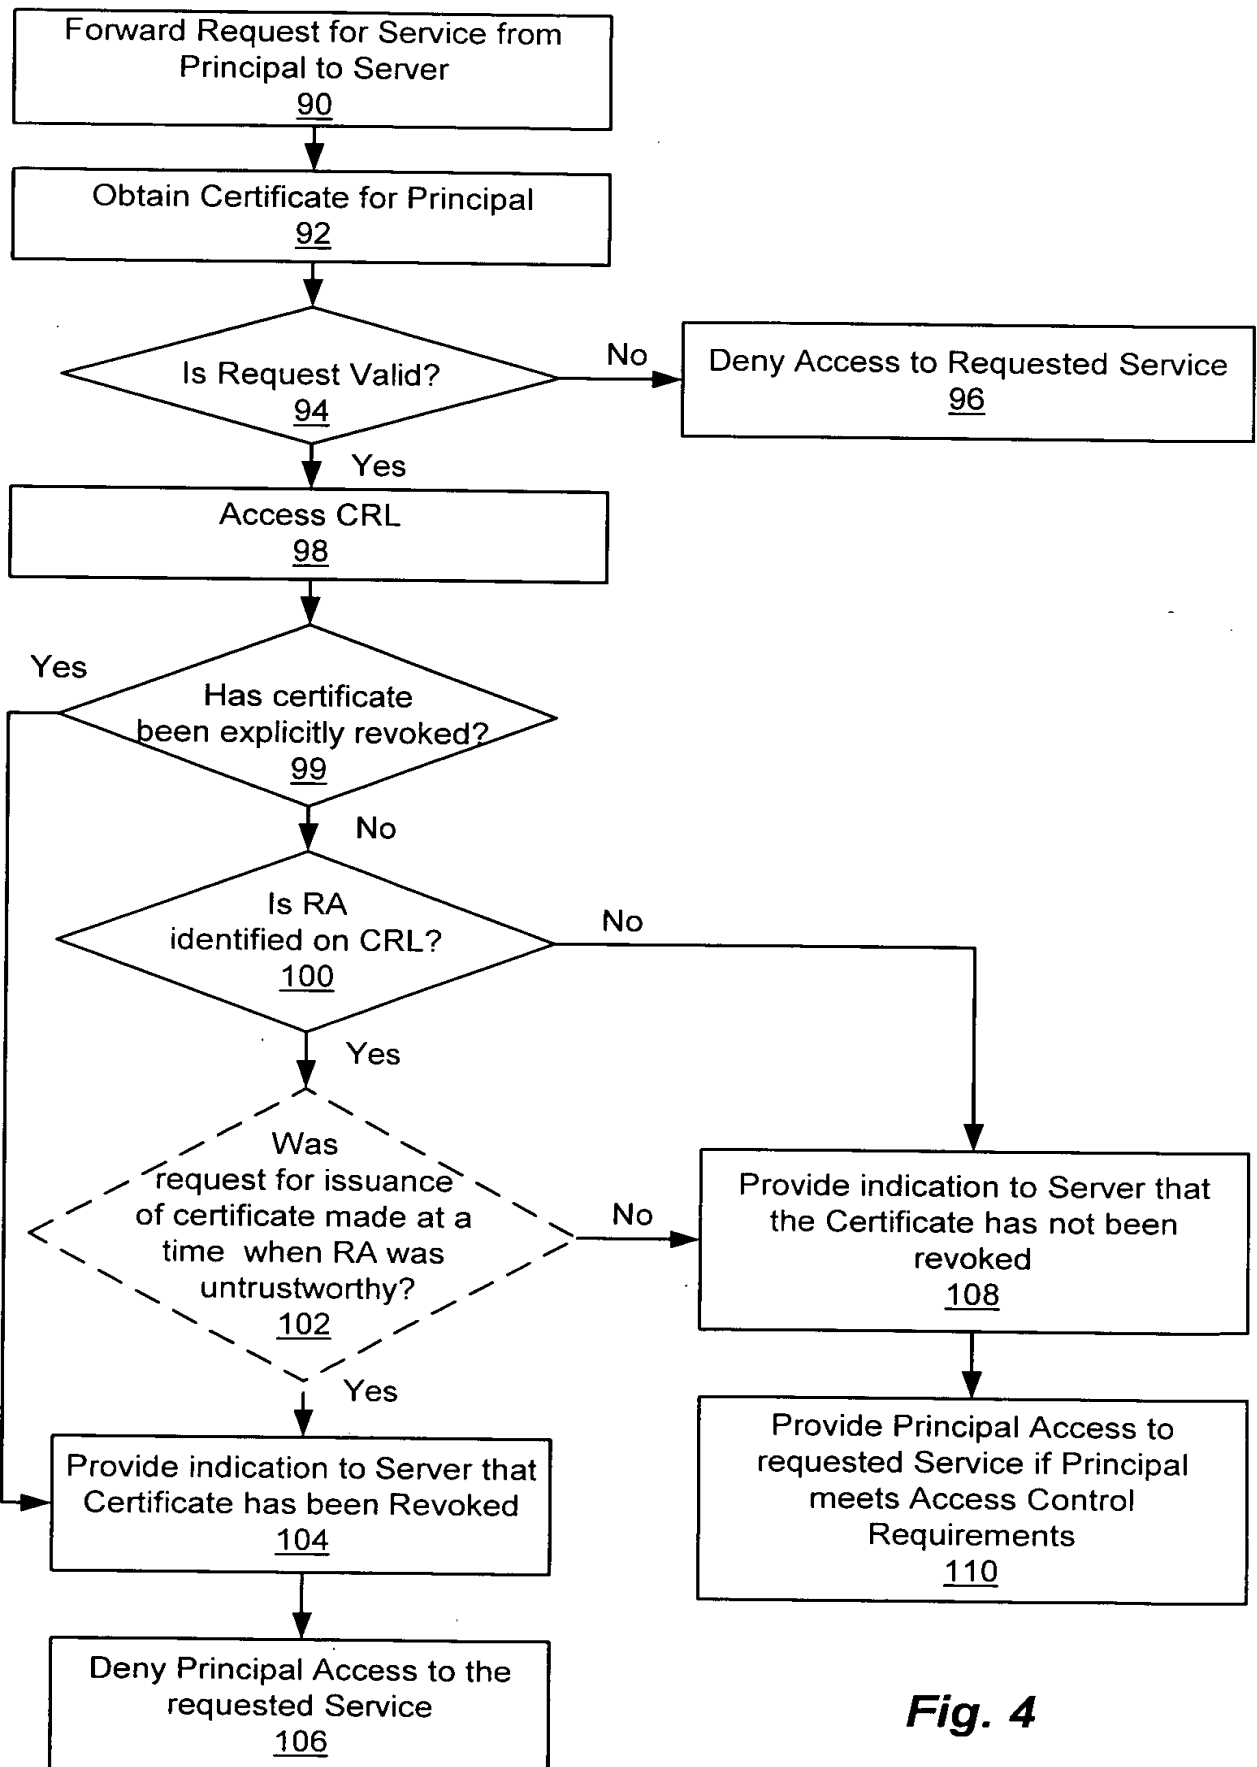 Forward Request for Service from
Principal to Server
90
Obtain Certificate for Principal
92
Is Request Valid?
94
No
Deny Access to Requested Service
96
Yes
Access CRL
98
Yes
Has certificate
been explicitly revoked?
99
No
Is RA
identified on CRL?
100
No
Yes
Was
request for issuance
of certificate made at a
time when RA was
untrustworthy?
102
No
Provide indication to Server that
the Certificate has not been
revoked
108
Yes
Provide indication to Server that
Certificate has been Revoked
104
Provide Principal Access to
requested Service if Principal
meets Access Control
Requirements
110
Deny Principal Access to the
requested Service
106
Fig. 4